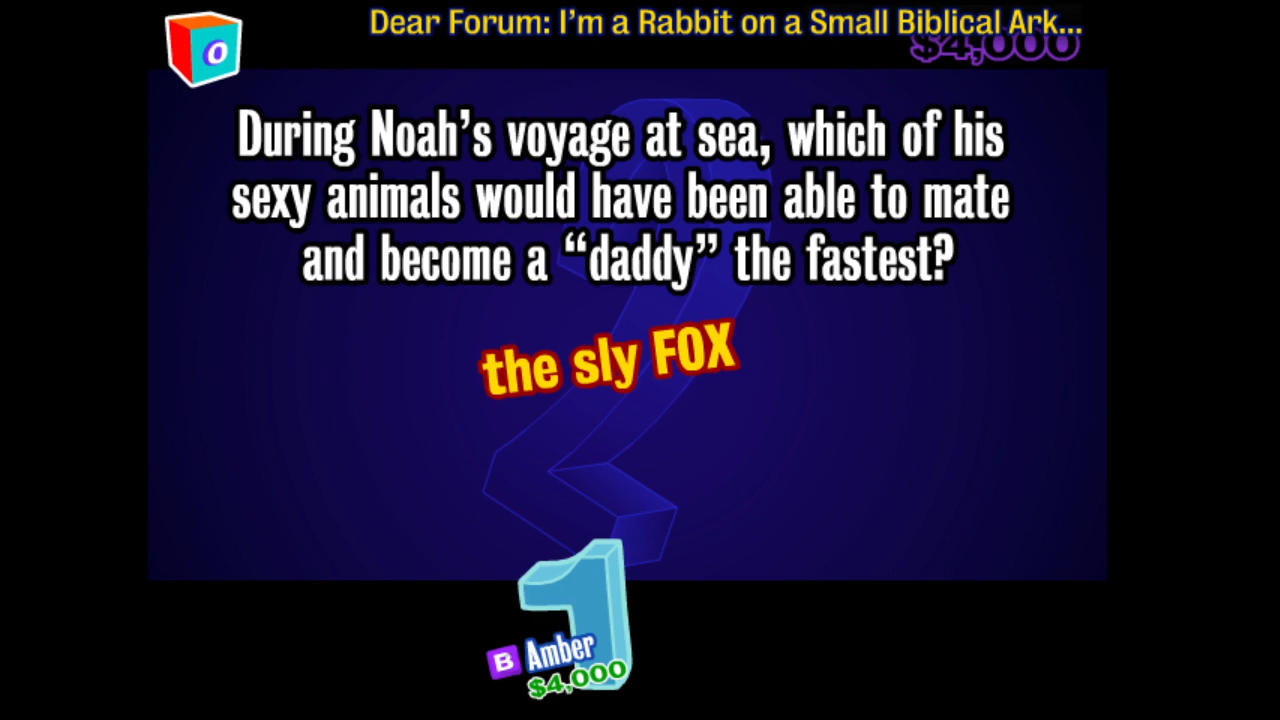 Dear Forum: I'm a Rabbit on a Small Biblical Ark...
$4,000
O
During Noah's voyage at sea, which of his
sexy animals would have been able to mate
and become a “daddy” the fastest?
the sly FOX
1
B Amber
$4,000